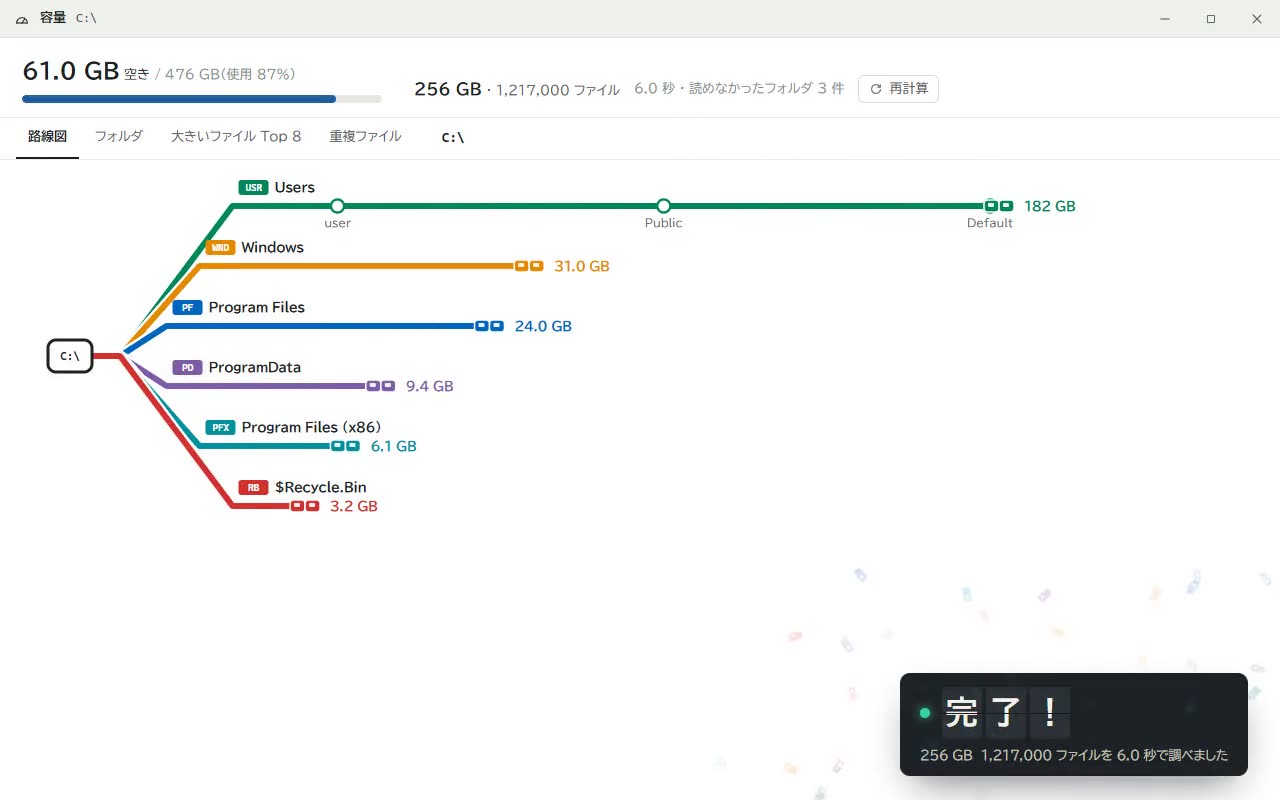 容量 C:\
61.0 GB 空き / 476 GB(使用 87%)
256 GB · 1,217,000 ファイル 6.0 秒・読めなかったフォルダ 3 件 再計算
路線図 フォルダ 大きいファイル Top 8 重複ファイル C:\
USR Users
182 GB
user Public Default
WND Windows
31.0 GB
PF Program Files
24.0 GB
C:\
PD ProgramData
9.4 GB
PFX Program Files (x86)
6.1 GB
RB $Recycle.Bin
3.2 GB
完了!
256 GB 1,217,000 ファイルを 6.0 秒で調べました